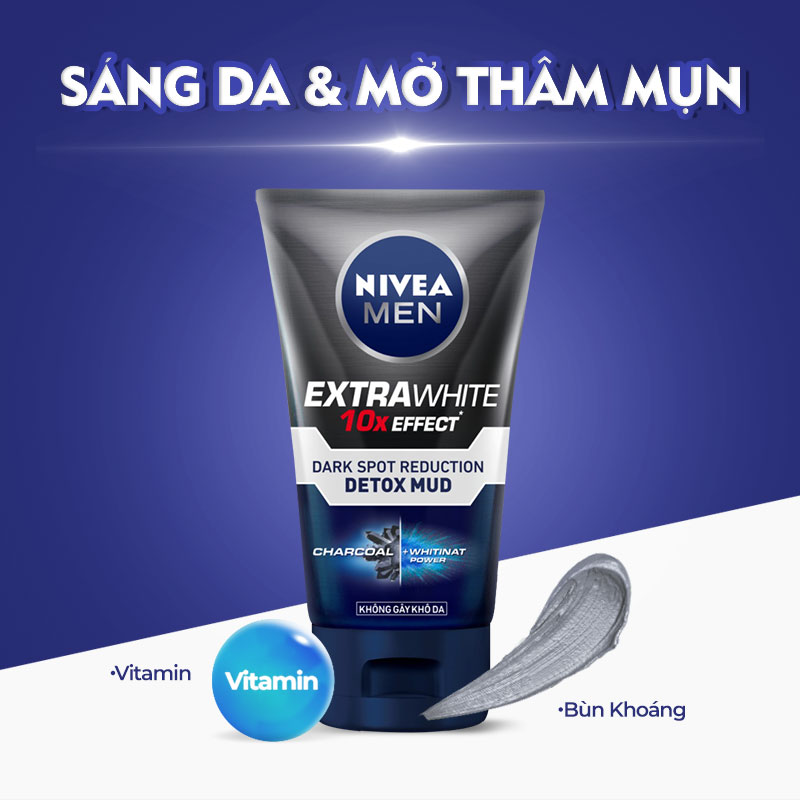 SÁNG DA & MỜ THÂM MỤN
NIVEA
MEN
EXTRAWHITE
10x EFFECT*
DARK SPOT REDUCTION
DETOX MUD
CHARCOAL
+WHITINAT
POWER
KHÔNG GÂY KHÔ DA
•Vitamin
Vitamin
•Bùn Khoáng